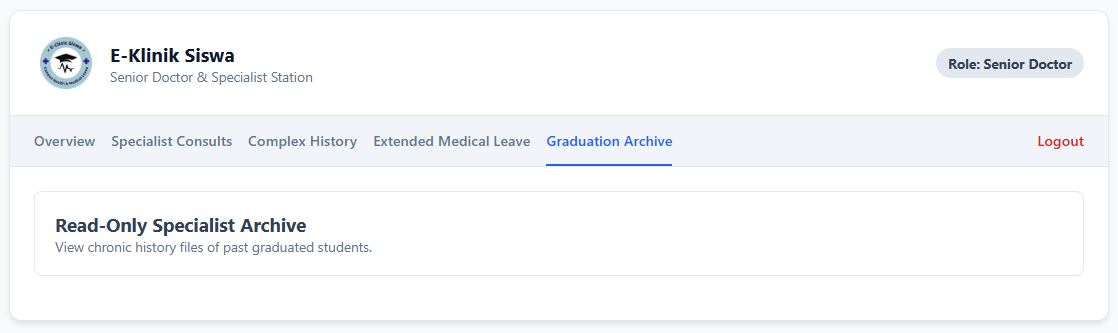 E-Klinik Siswa
Senior Doctor & Specialist Station
Role: Senior Doctor
Overview
Specialist Consults
Complex History
Extended Medical Leave
Graduation Archive
Logout
Read-Only Specialist Archive
View chronic history files of past graduated students.